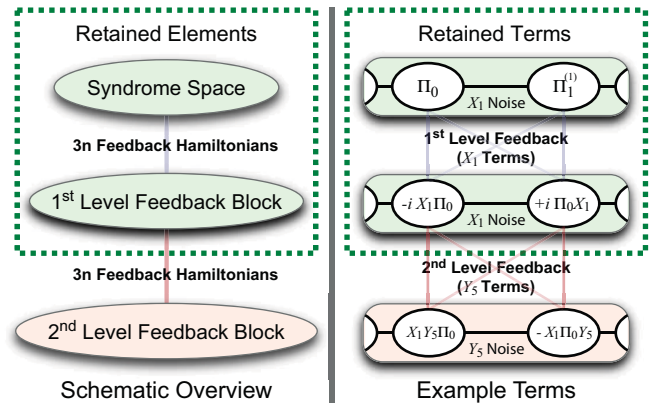 Retained Elements
Syndrome Space
3n Feedback Hamiltonians
1st Level Feedback Block
3n Feedback Hamiltonians
2nd Level Feedback Block
Schematic Overview
Retained Terms
Π₀
Π₁⁽¹⁾
X₁ Noise
1st Level Feedback
(X₁ Terms)
-i X₁Π₀
+i Π₀X₁
X₁ Noise
2nd Level Feedback
(Y₅ Terms)
X₁Y₅Π₀
- X₁Π₀Y₅
Y₅ Noise
Example Terms